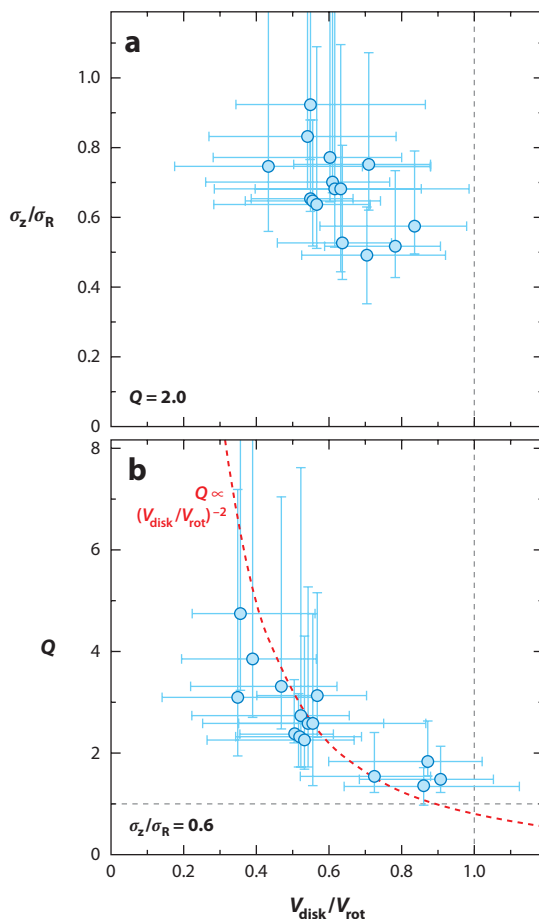 a
1.0
0.8
σz/σR
0.6
0.4
0.2
Q = 2.0
0
b
8
Q ∝
(Vdisk/Vrot)−2
6
Q
4
2
σz/σR = 0.6
0
0 0.2 0.4 0.6 0.8 1.0
Vdisk/Vrot